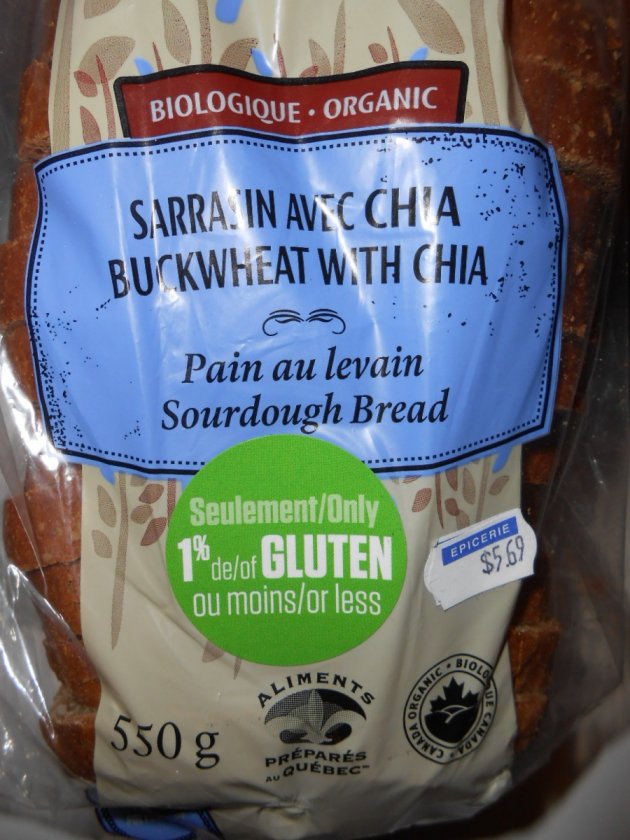 BIOLOGIQUE • ORGANIC
SARRASIN AVEC CHIA
BUCKWHEAT WITH CHIA
Pain au levain
Sourdough Bread
Seulement/Only
1% de/of GLUTEN
ou moins/or less
EPICERIE
$5.69
550 g
ALIMENTS
PRÉPARÉS
AU QUÉBEC
CANADA ORGANIC • BIOLOGIQUE CANADA •